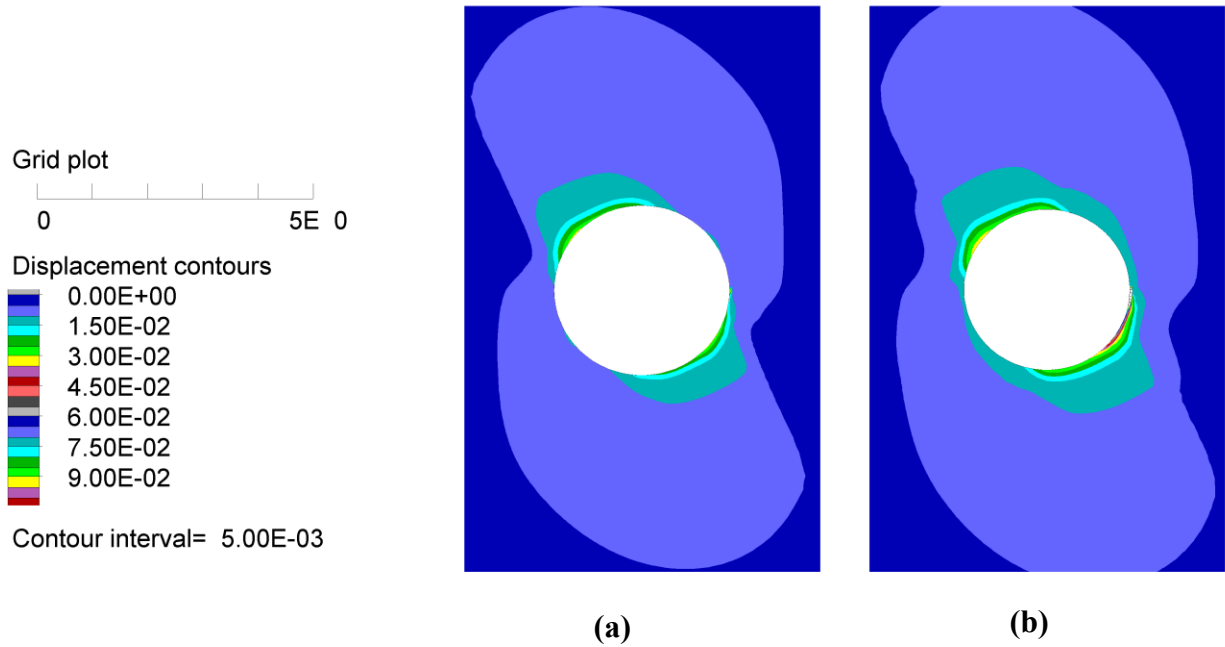 Grid plot
0 5E 0
Displacement contours
0.00E+00
1.50E-02
3.00E-02
4.50E-02
6.00E-02
7.50E-02
9.00E-02
Contour interval= 5.00E-03
(a) (b)